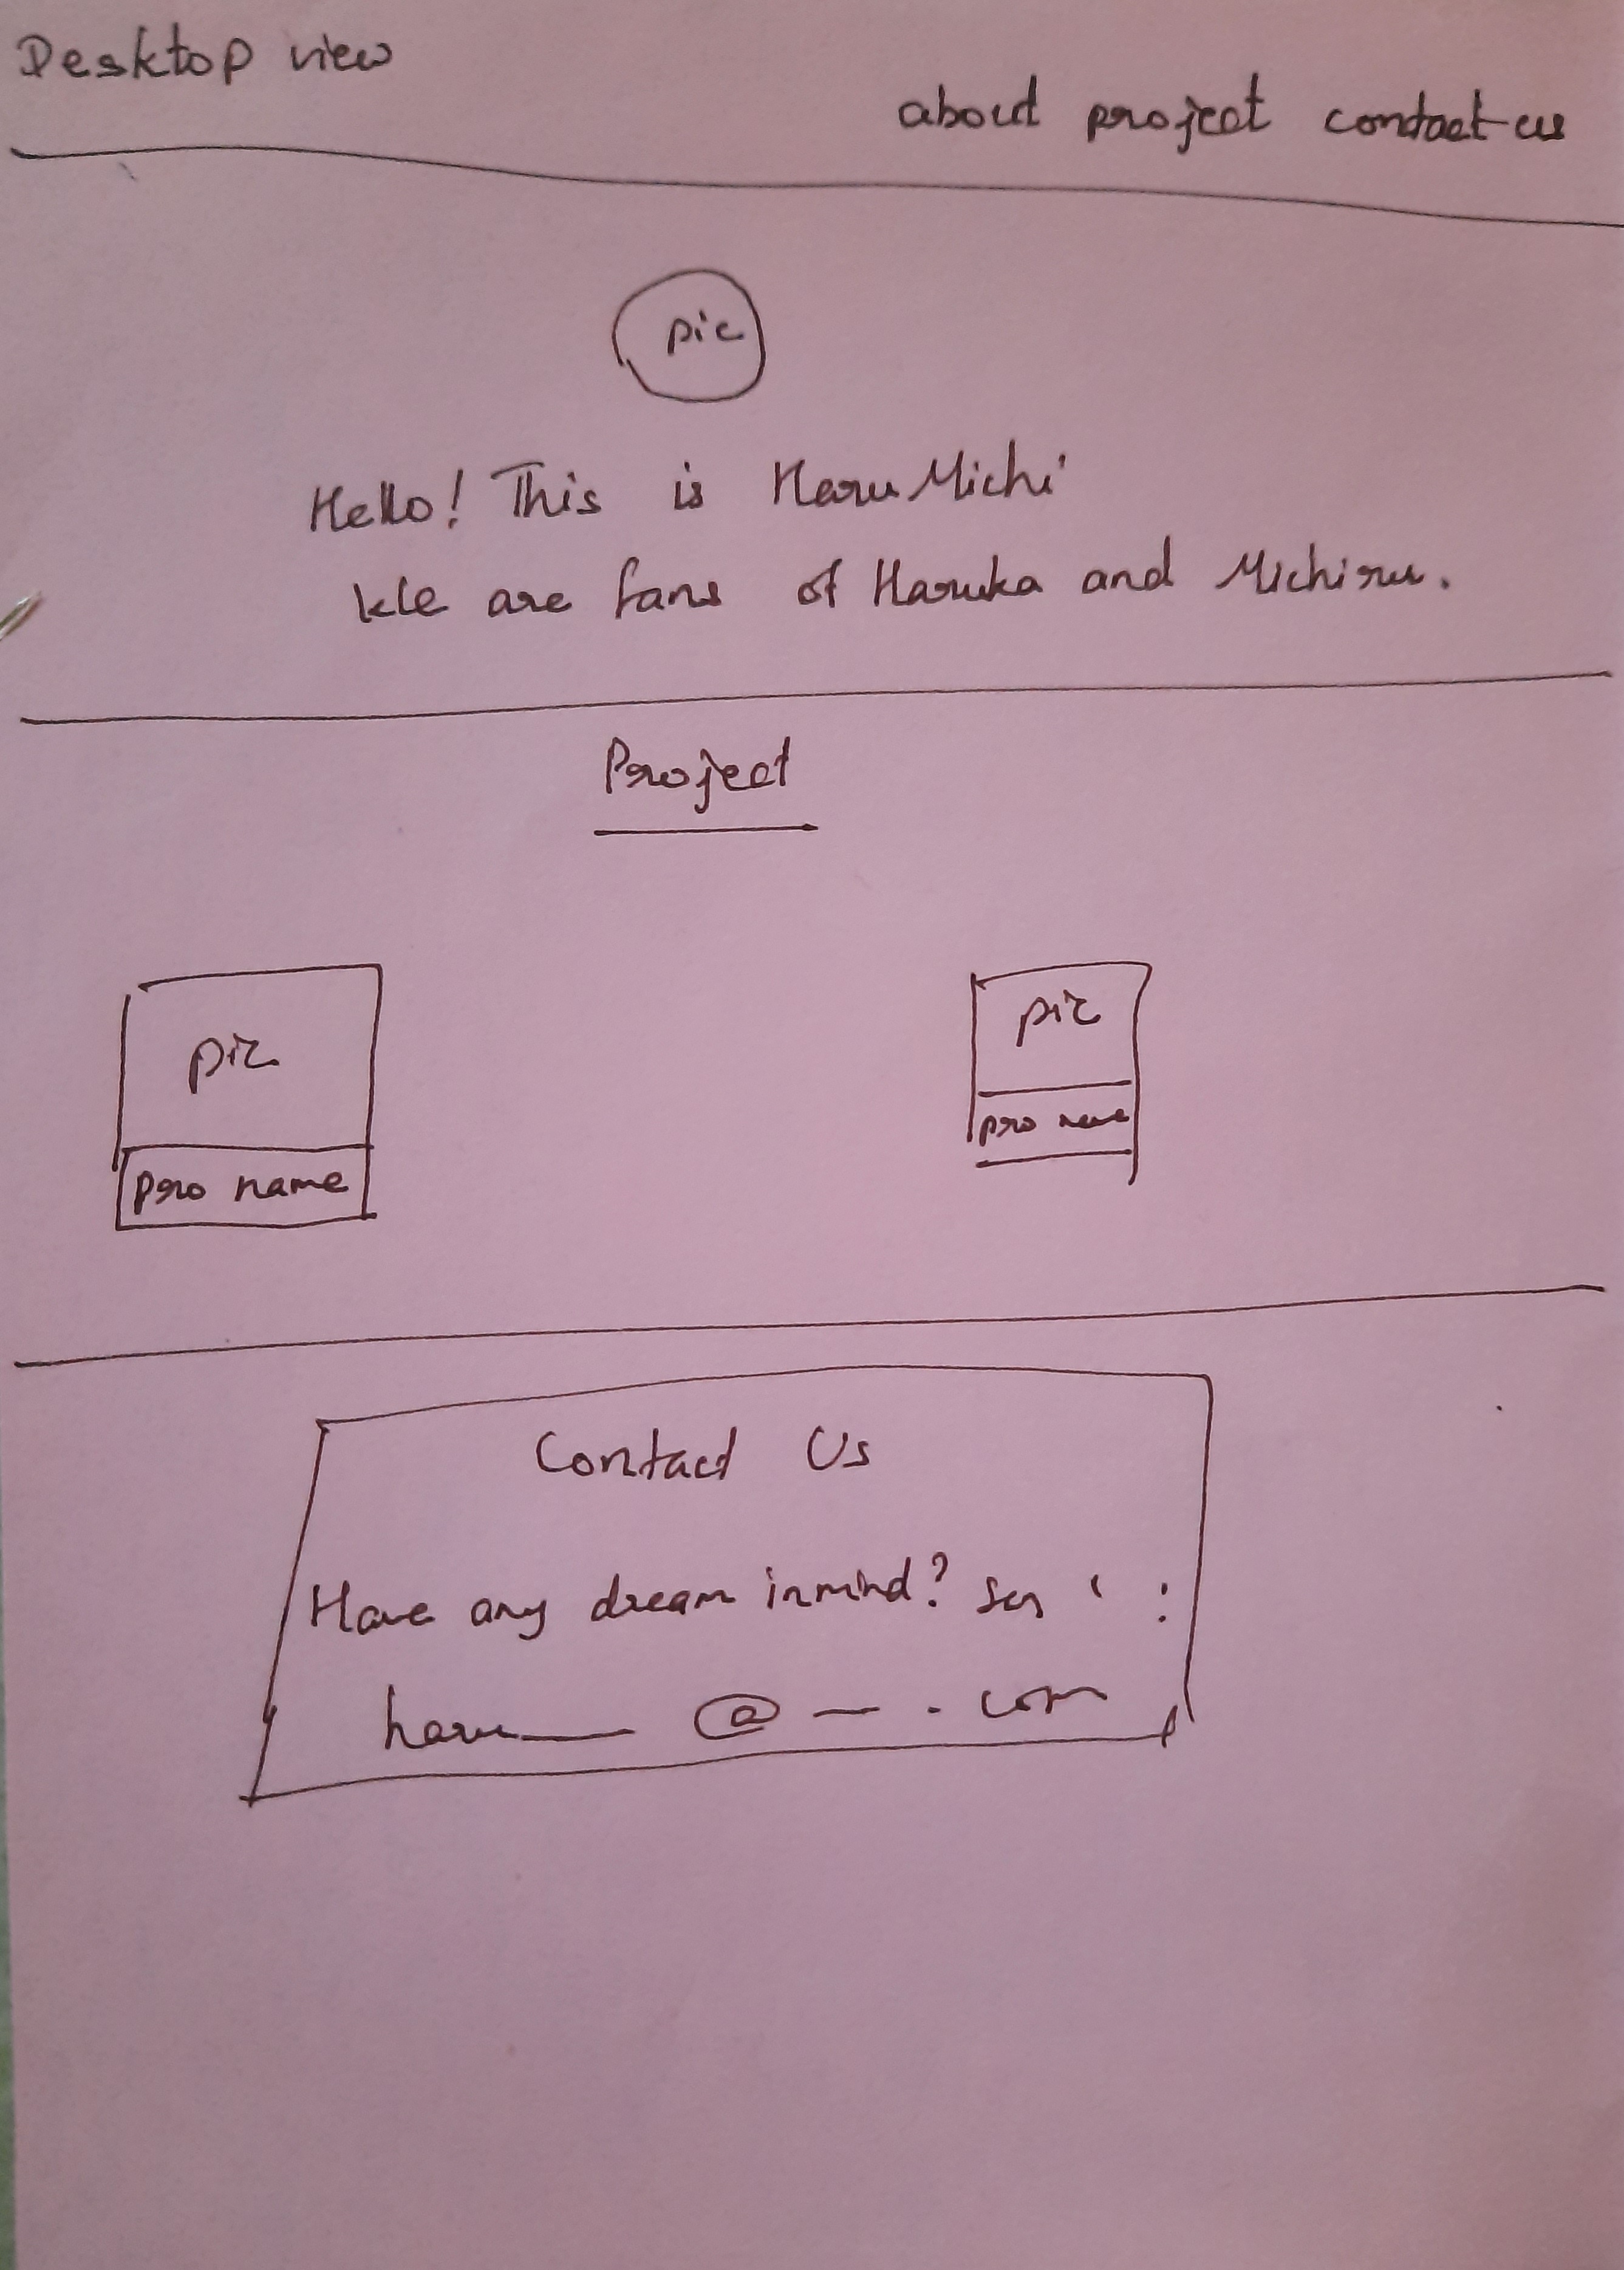 Desktop view
about project contact us
pic
Hello! This is HaruMichi
We are fans of Haruka and Michiru.
Project
pic
pro name
pic
pro name
Contact Us
Have any dream inmind? :
haru___ @ — . com